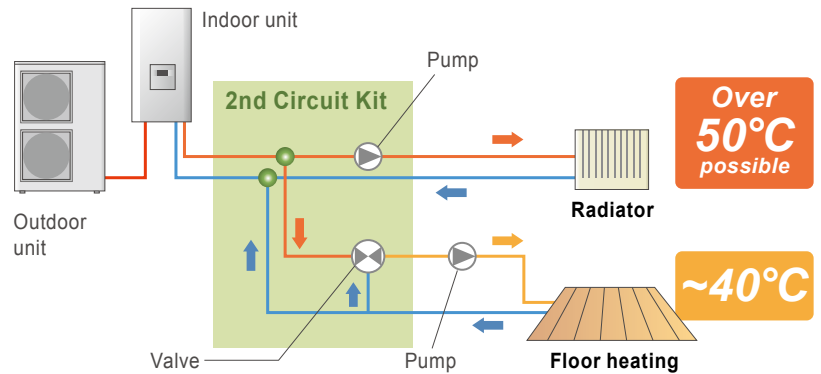 Indoor unit
2nd Circuit Kit
Pump
Over
50°C
possible
Outdoor
unit
Radiator
~40°C
Valve
Pump
Floor heating